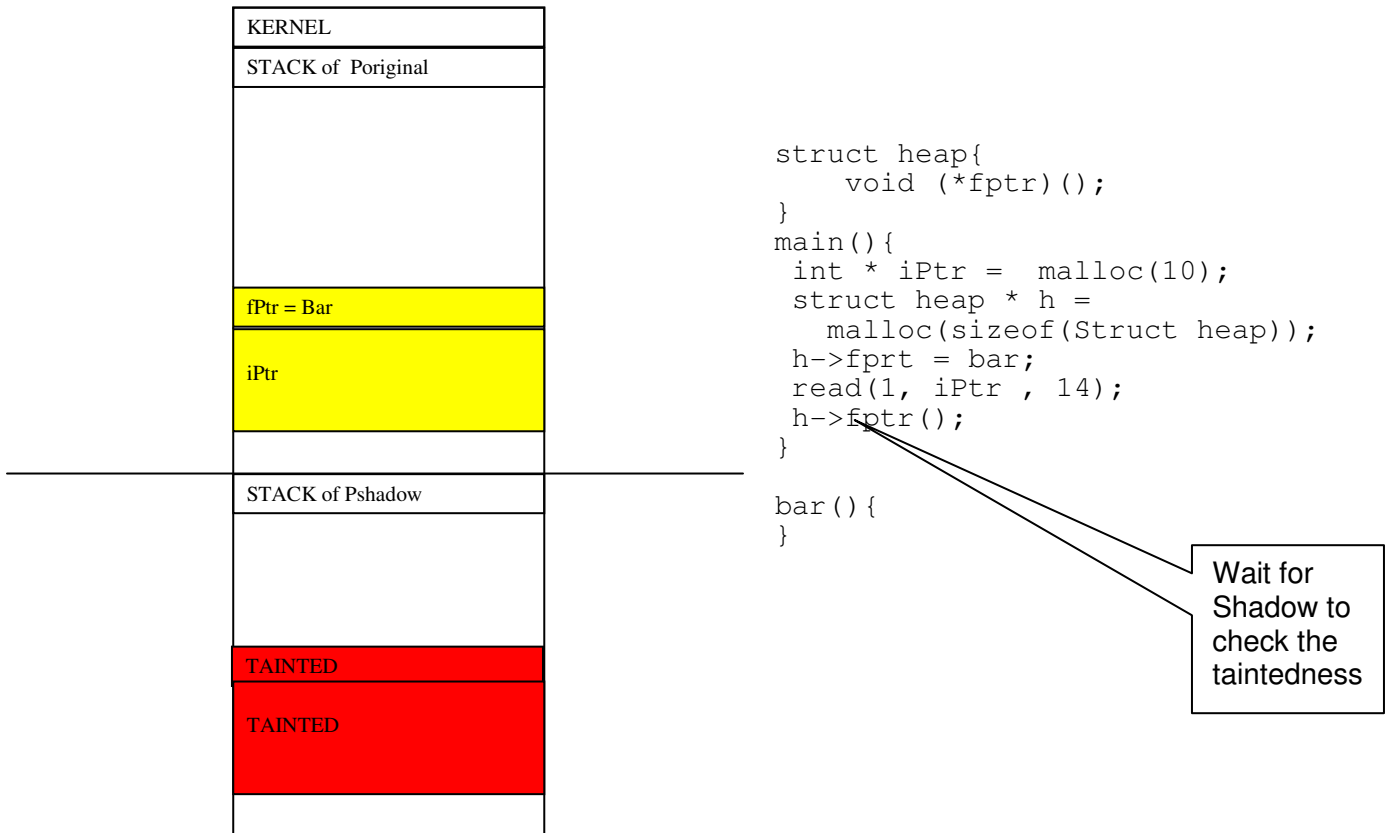 KERNEL
STACK of Poriginal
fPtr = Bar
iPtr
STACK of Pshadow
TAINTED
TAINTED
struct heap{
void (*fptr)();
}
main(){
int * iPtr = malloc(10);
struct heap * h =
malloc(sizeof(Struct heap));
h->fprt = bar;
read(1, iPtr , 14);
h->fptr();
}
bar(){
}
Wait for
Shadow to
check the
taintedness